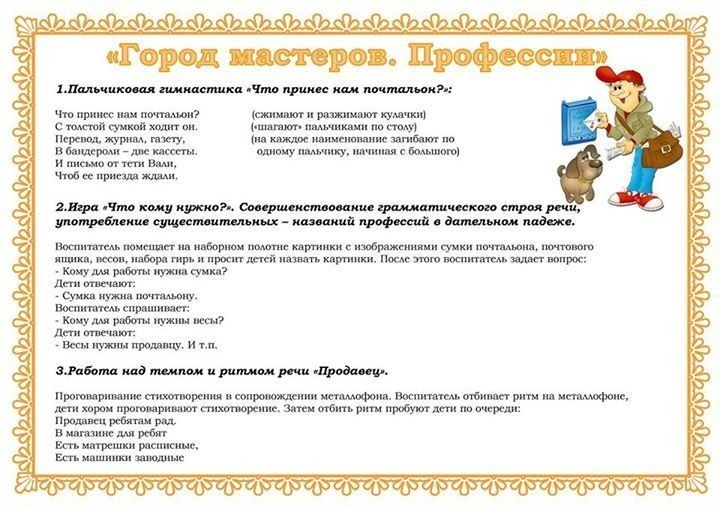 «Город мастеров. Профессии»
1.Пальчиковая гимнастика «Что принес нам почтальон?»:
Что принес нам почтальон? (сжимают и разжимают кулачки)
С толстой сумкой ходит он. («шагают» пальчиками по столу)
Перевод, журнал, газету, (на каждое наименование загибают по
В бандероли – две кассеты. одному пальчику, начиная с большого)
И письмо от тети Вали,
Чтоб ее приезда ждали.
2.Игра «Что кому нужно?». Совершенствование грамматического строя речи,
употребление существительных – названий профессий в дательном падеже.
Воспитатель помещает на наборном полотне картинки с изображениями сумки почтальона, почтового
ящика, весов, набора гирь и просит детей назвать картинки. После этого воспитатель задает вопрос:
- Кому для работы нужна сумка?
Дети отвечают:
- Сумка нужна почтальону.
Воспитатель спрашивает:
- Кому для работы нужны весы?
Дети отвечают:
- Весы нужны продавцу. И т.п.
3.Работа над темпом и ритмом речи «Продавец».
Проговаривание стихотворения в сопровождении металлофона. Воспитатель отбивает ритм на металлофоне,
дети хором проговаривают стихотворение. Затем отбить ритм пробуют дети по очереди:
Продавец ребятам рад.
В магазине для ребят
Есть матрешки расписные,
Есть машинки заводные